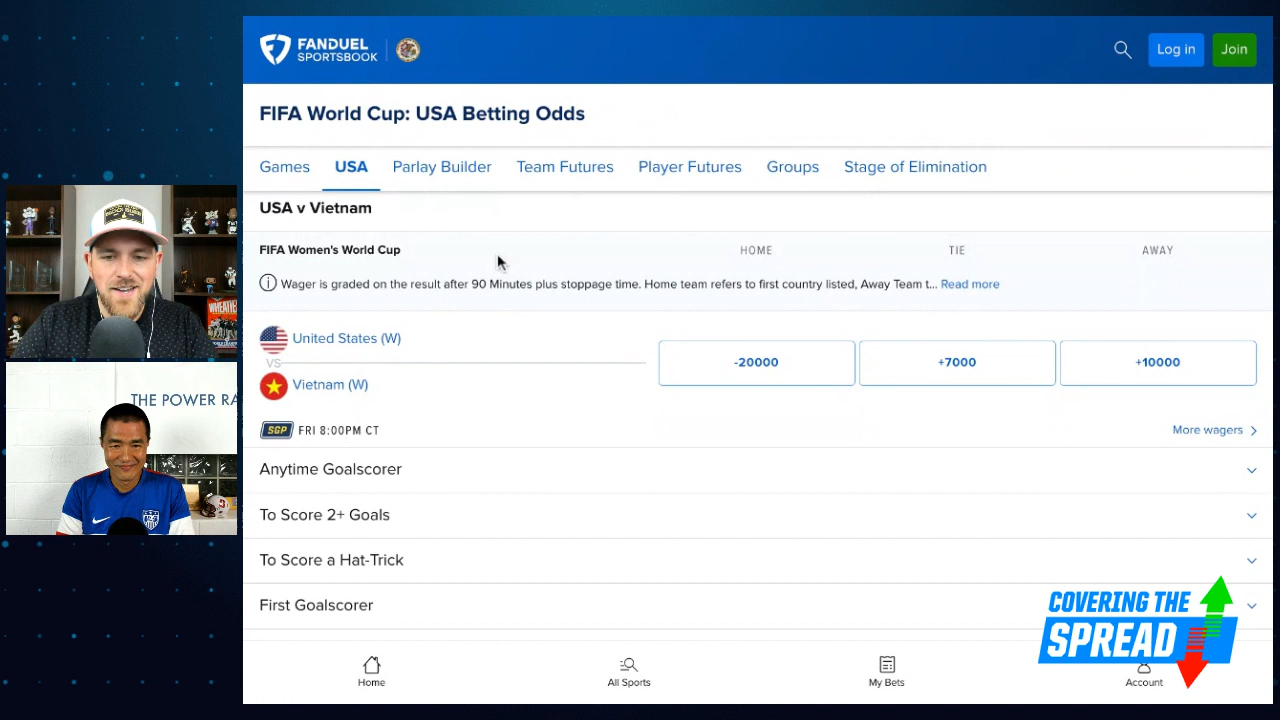 FANDUEL
SPORTSBOOK
Log in
Join
FIFA World Cup: USA Betting Odds
Games
USA
Parlay Builder
Team Futures
Player Futures
Groups
Stage of Elimination
USA v Vietnam
FIFA Women's World Cup
HOME
TIE
AWAY
Wager is graded on the result after 90 Minutes plus stoppage time. Home team refers to first country listed, Away Team t... Read more
United States (W)
VS
Vietnam (W)
-20000
+7000
+10000
SGP FRI 8:00PM CT
More wagers
Anytime Goalscorer
To Score 2+ Goals
To Score a Hat-Trick
First Goalscorer
Home
All Sports
My Bets
Account
COVERING THE
SPREAD
WHEATIES
THE POWER RA